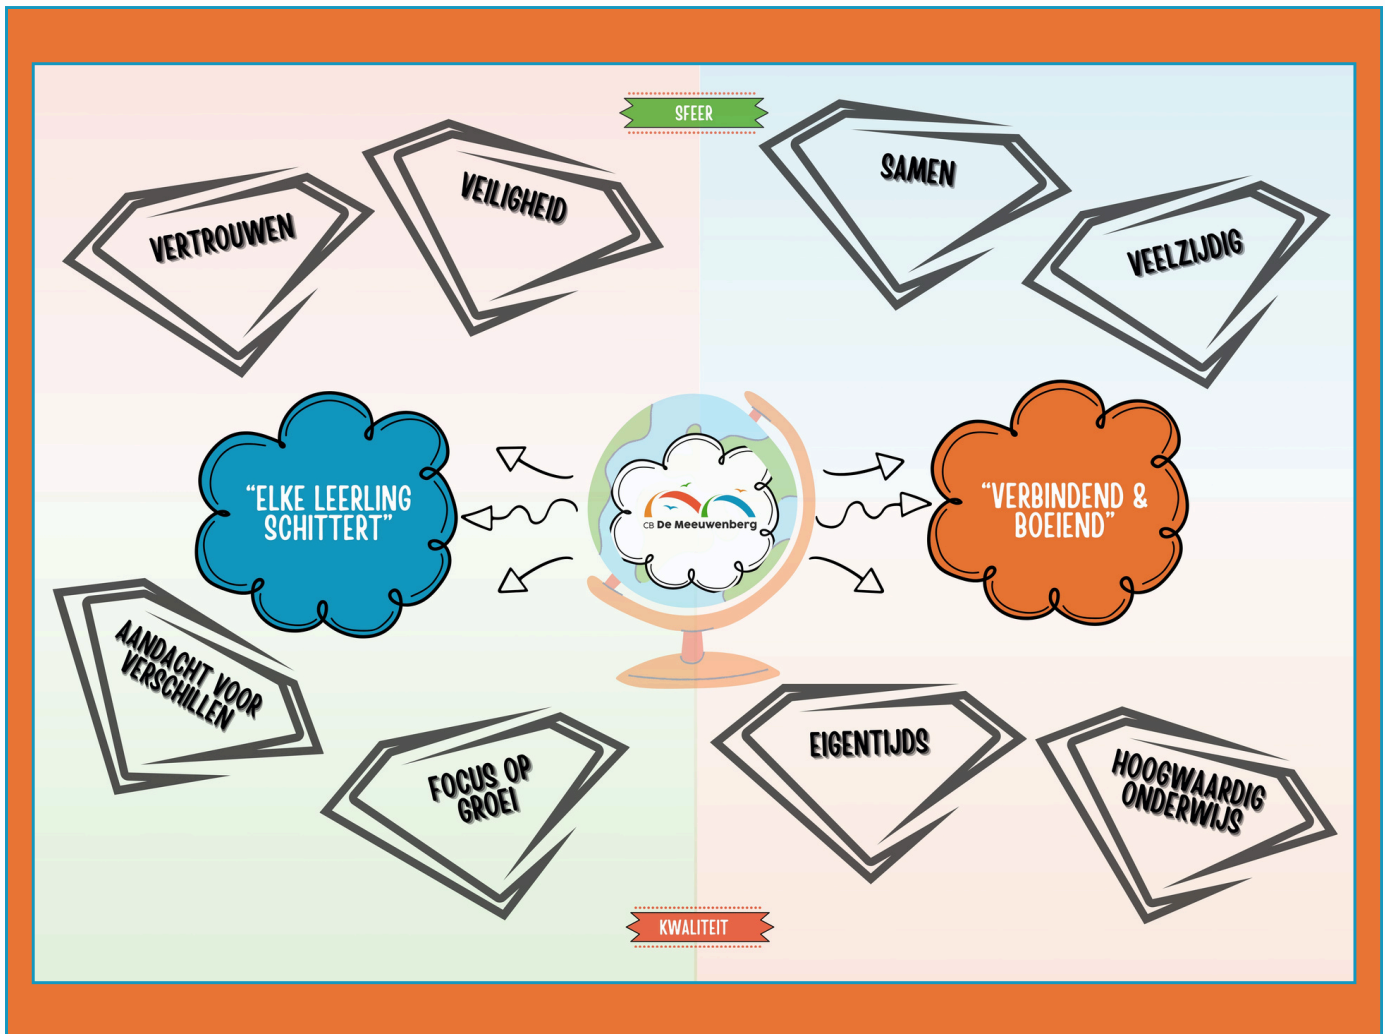 SFEER
VERTROUWEN
VEILIGHEID
SAMEN
VEELZIJDIG
“ELKE LEERLING
SCHITTERT”
CB De Meeuwenberg
“VERBINDEND &
BOEIEND”
AANDACHT VOOR
VERSCHILLEN
FOCUS OP
GROEI
EIGENTIJDS
HOOGWAARDIG
ONDERWIJS
KWALITEIT